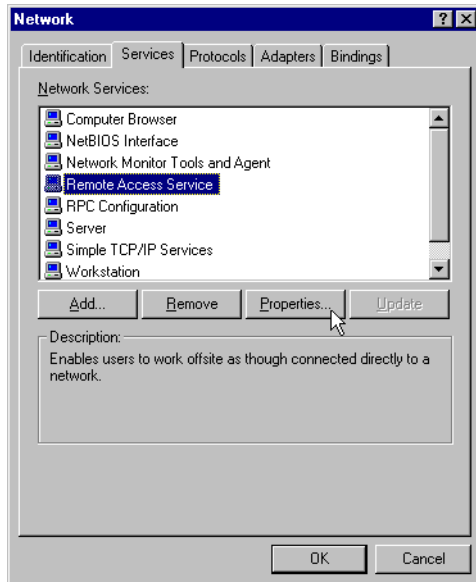 Network
Identification Services Protocols Adapters Bindings
Network Services:
Computer Browser
NetBIOS Interface
Network Monitor Tools and Agent
Remote Access Service
RPC Configuration
Server
Simple TCP/IP Services
Workstation
Add... Remove Properties... Update
Description:
Enables users to work offsite as though connected directly to a
network.
OK Cancel